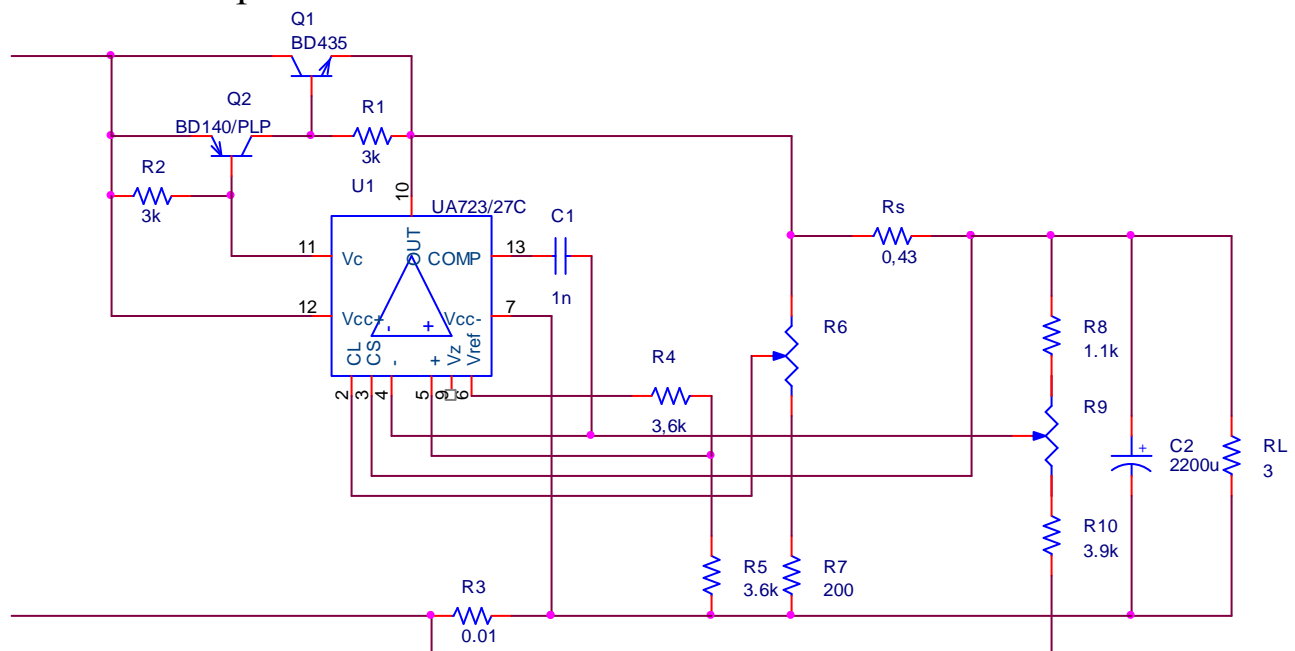 Q1
BD435
Q2
BD140/PLP
R1
3k
R2
3k
U1
10
UA723/27C
C1
1n
OUT
11
Vc
COMP
13
12
Vcc+
Vcc-
7
-
+
CL
CS
-
+
Vz
Vref
2
3
4
5
9
6
R4
3,6k
R6
Rs
0,43
R8
1.1k
R9
R10
3.9k
+
C2
2200u
RL
3
R5
3.6k
R7
200
R3
0.01